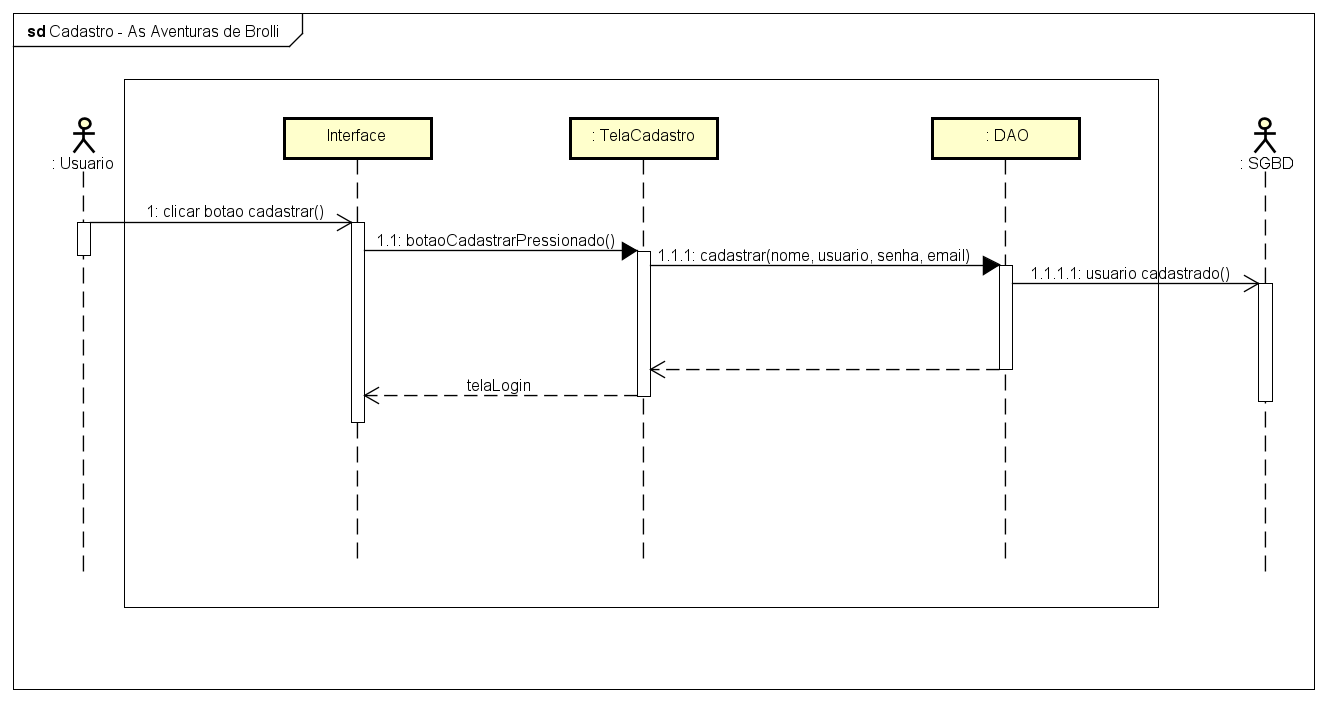 sd Cadastro - As Aventuras de Brolli
: Usuario
Interface
: TelaCadastro
: DAO
: SGBD
1: clicar botao cadastrar()
1.1: botaoCadastrarPressionado()
1.1.1: cadastrar(nome, usuario, senha, email)
1.1.1.1: usuario cadastrado()
telaLogin